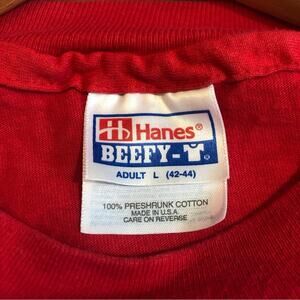 Hanes®
BEEFY-T®
ADULT L (42-44)
100% PRESHRUNK COTTON
MADE IN U.S.A.
CARE ON REVERSE